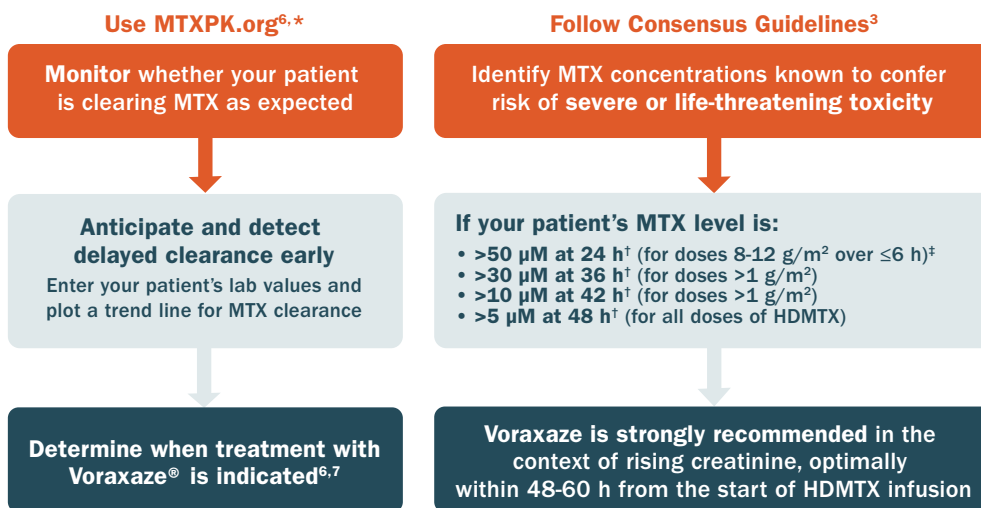 Use MTXPK.org⁶,*
Monitor whether your patient
is clearing MTX as expected
Anticipate and detect
delayed clearance early
Enter your patient's lab values and
plot a trend line for MTX clearance
Determine when treatment with
Voraxaze® is indicated⁶,⁷
Follow Consensus Guidelines³
Identify MTX concentrations known to confer
risk of severe or life-threatening toxicity
If your patient's MTX level is:
• >50 µM at 24 h† (for doses 8-12 g/m² over ≤6 h)‡
• >30 µM at 36 h† (for doses >1 g/m²)
• >10 µM at 42 h† (for doses >1 g/m²)
• >5 µM at 48 h† (for all doses of HDMTX)
Voraxaze is strongly recommended in the
context of rising creatinine, optimally
within 48-60 h from the start of HDMTX infusion